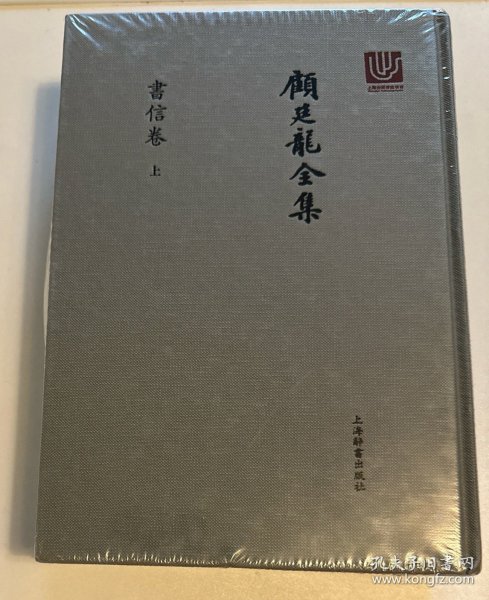 顧廷龍全集
書信卷 上
上海辭書出版社
孔夫子旧书网
www.kongfz.com